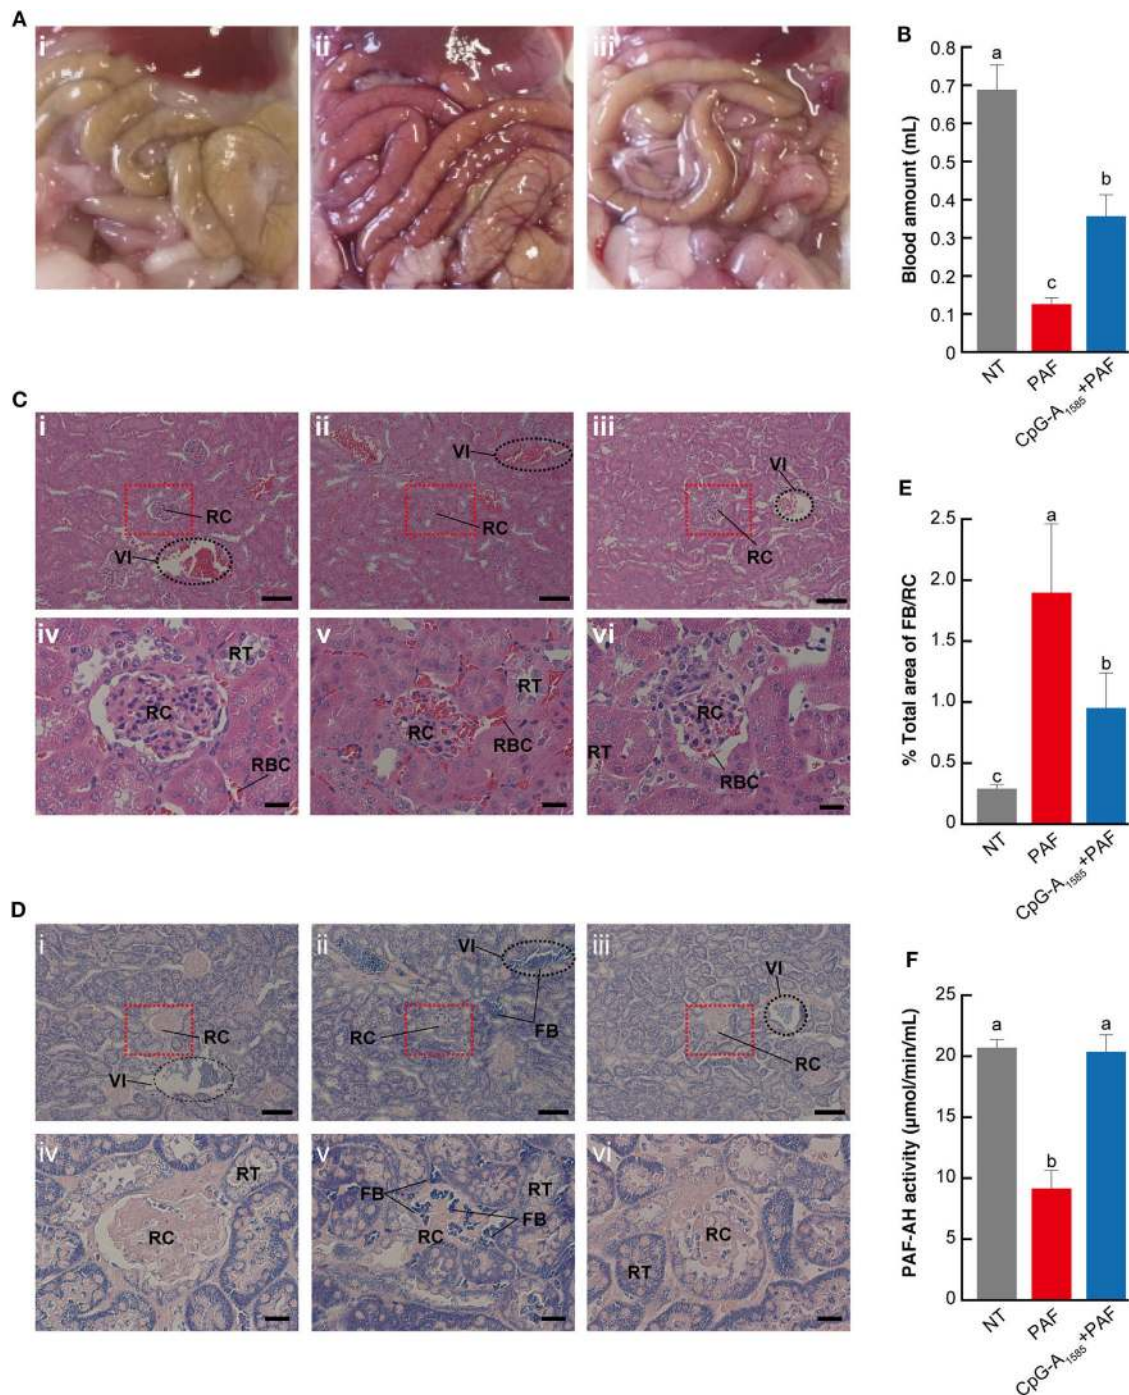 A
i
ii
iii
B
Blood amount (mL)
0.8
0.7
0.6
0.5
0.4
0.3
0.2
0.1
0
a
c
b
NT
PAF
CpG-A1585+PAF
C
i
RC
VI
ii
VI
RC
iii
VI
RC
iv
RT
RC
RBC
v
RT
RC
RBC
vi
RC
RT
RBC
E
% Total area of FB/RC
2.5
2.0
1.5
1.0
0.5
0
c
a
b
NT
PAF
CpG-A1585+PAF
D
i
RC
VI
ii
VI
RC
FB
iii
VI
RC
iv
RT
RC
v
FB
RT
FB
RC
vi
RC
RT
F
PAF-AH activity (μmol/min/mL)
25
20
15
10
5
0
a
b
a
NT
PAF
CpG-A1585+PAF